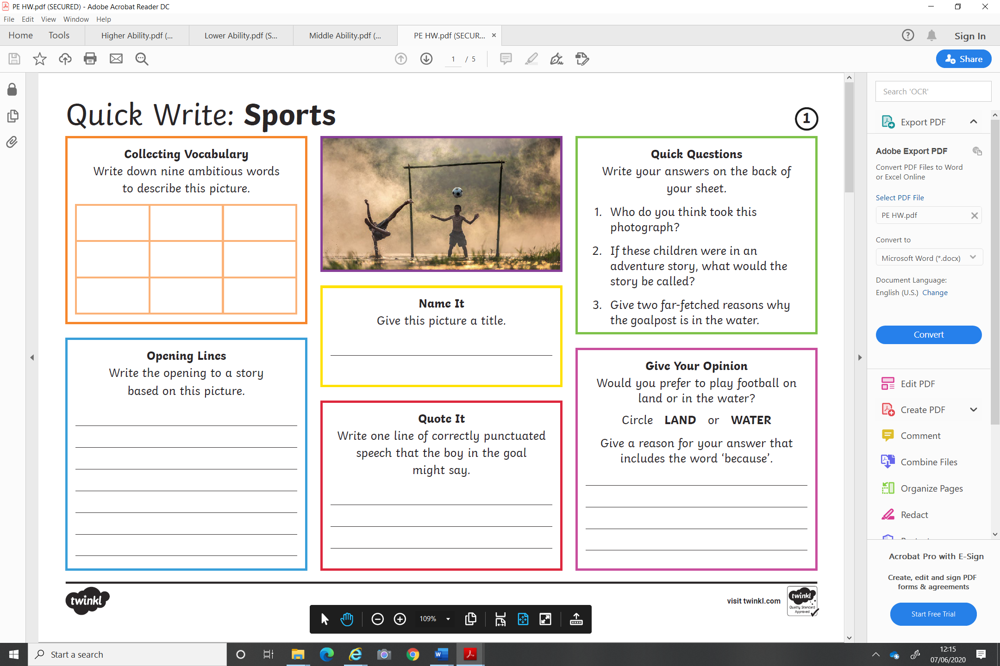 PE HW.pdf (SECURED) - Adobe Acrobat Reader DC
File Edit View Window Help
Home Tools Higher Ability.pdf (... Lower Ability.pdf (S... Middle Ability.pdf (... PE HW.pdf (SECUR... ×
Sign In
1 / 5
Share
Quick Write: Sports
1
Collecting Vocabulary
Write down nine ambitious words
to describe this picture.
Opening Lines
Write the opening to a story
based on this picture.
Name It
Give this picture a title.
Quote It
Write one line of correctly punctuated
speech that the boy in the goal
might say.
Quick Questions
Write your answers on the back of
your sheet.
1. Who do you think took this
photograph?
2. If these children were in an
adventure story, what would the
story be called?
3. Give two far-fetched reasons why
the goalpost is in the water.
Give Your Opinion
Would you prefer to play football on
land or in the water?
Circle LAND or WATER
Give a reason for your answer that
includes the word ‘because’.
twinkl
visit twinkl.com
twinkl
Quality Standard
Approved
109%
Search 'OCR'
Export PDF
Adobe Export PDF
Convert PDF Files to Word
or Excel Online
Select PDF File
PE HW.pdf
Convert to
Microsoft Word (*.docx)
Document Language:
English (U.S.) Change
Convert
Edit PDF
Create PDF
Comment
Combine Files
Organize Pages
Redact
Acrobat Pro with E-Sign
Create, edit and sign PDF
forms & agreements
Start Free Trial
Start a search
12:15
07/06/2020